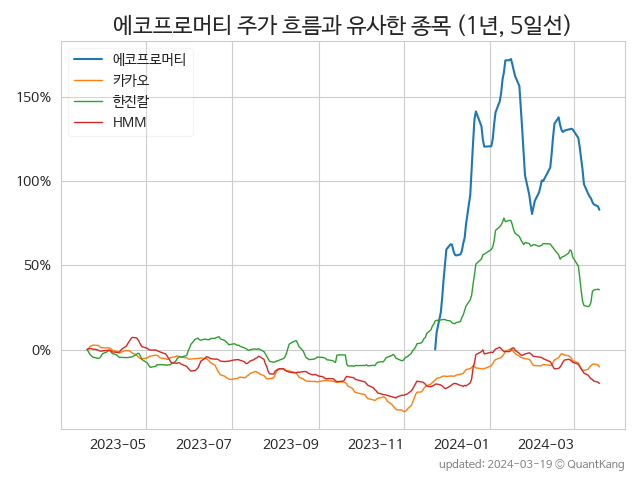 에코프로머티 주가 흐름과 유사한 종목 (1년, 5일선)
에코프로머티
카카오
한진칼
HMM
150%
100%
50%
0%
2023-05 2023-07 2023-09 2023-11 2024-01 2024-03
updated: 2024-03-19 © QuantKang